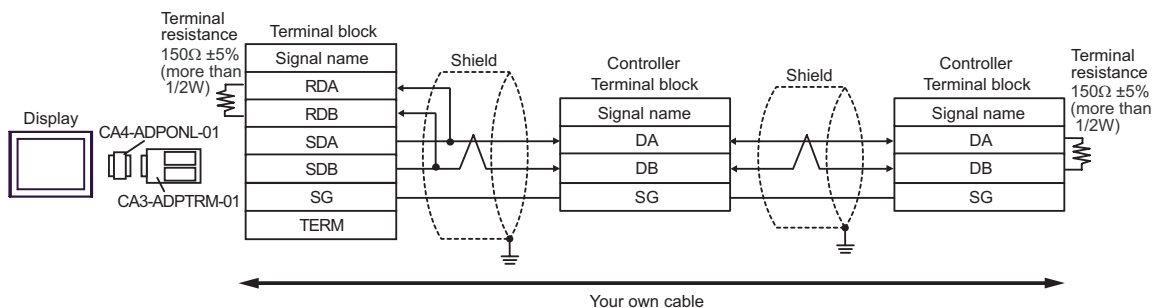 Terminal
resistance
150Ω ±5%
(more than
1/2W)
Terminal block
Signal name
RDA
RDB
SDA
SDB
SG
TERM
Display
CA4-ADPONL-01
CA3-ADPTRM-01
Shield
Controller
Terminal block
Signal name
DA
DB
SG
Shield
Controller
Terminal block
Signal name
DA
DB
SG
Terminal
resistance
150Ω ±5%
(more than
1/2W)
Your own cable